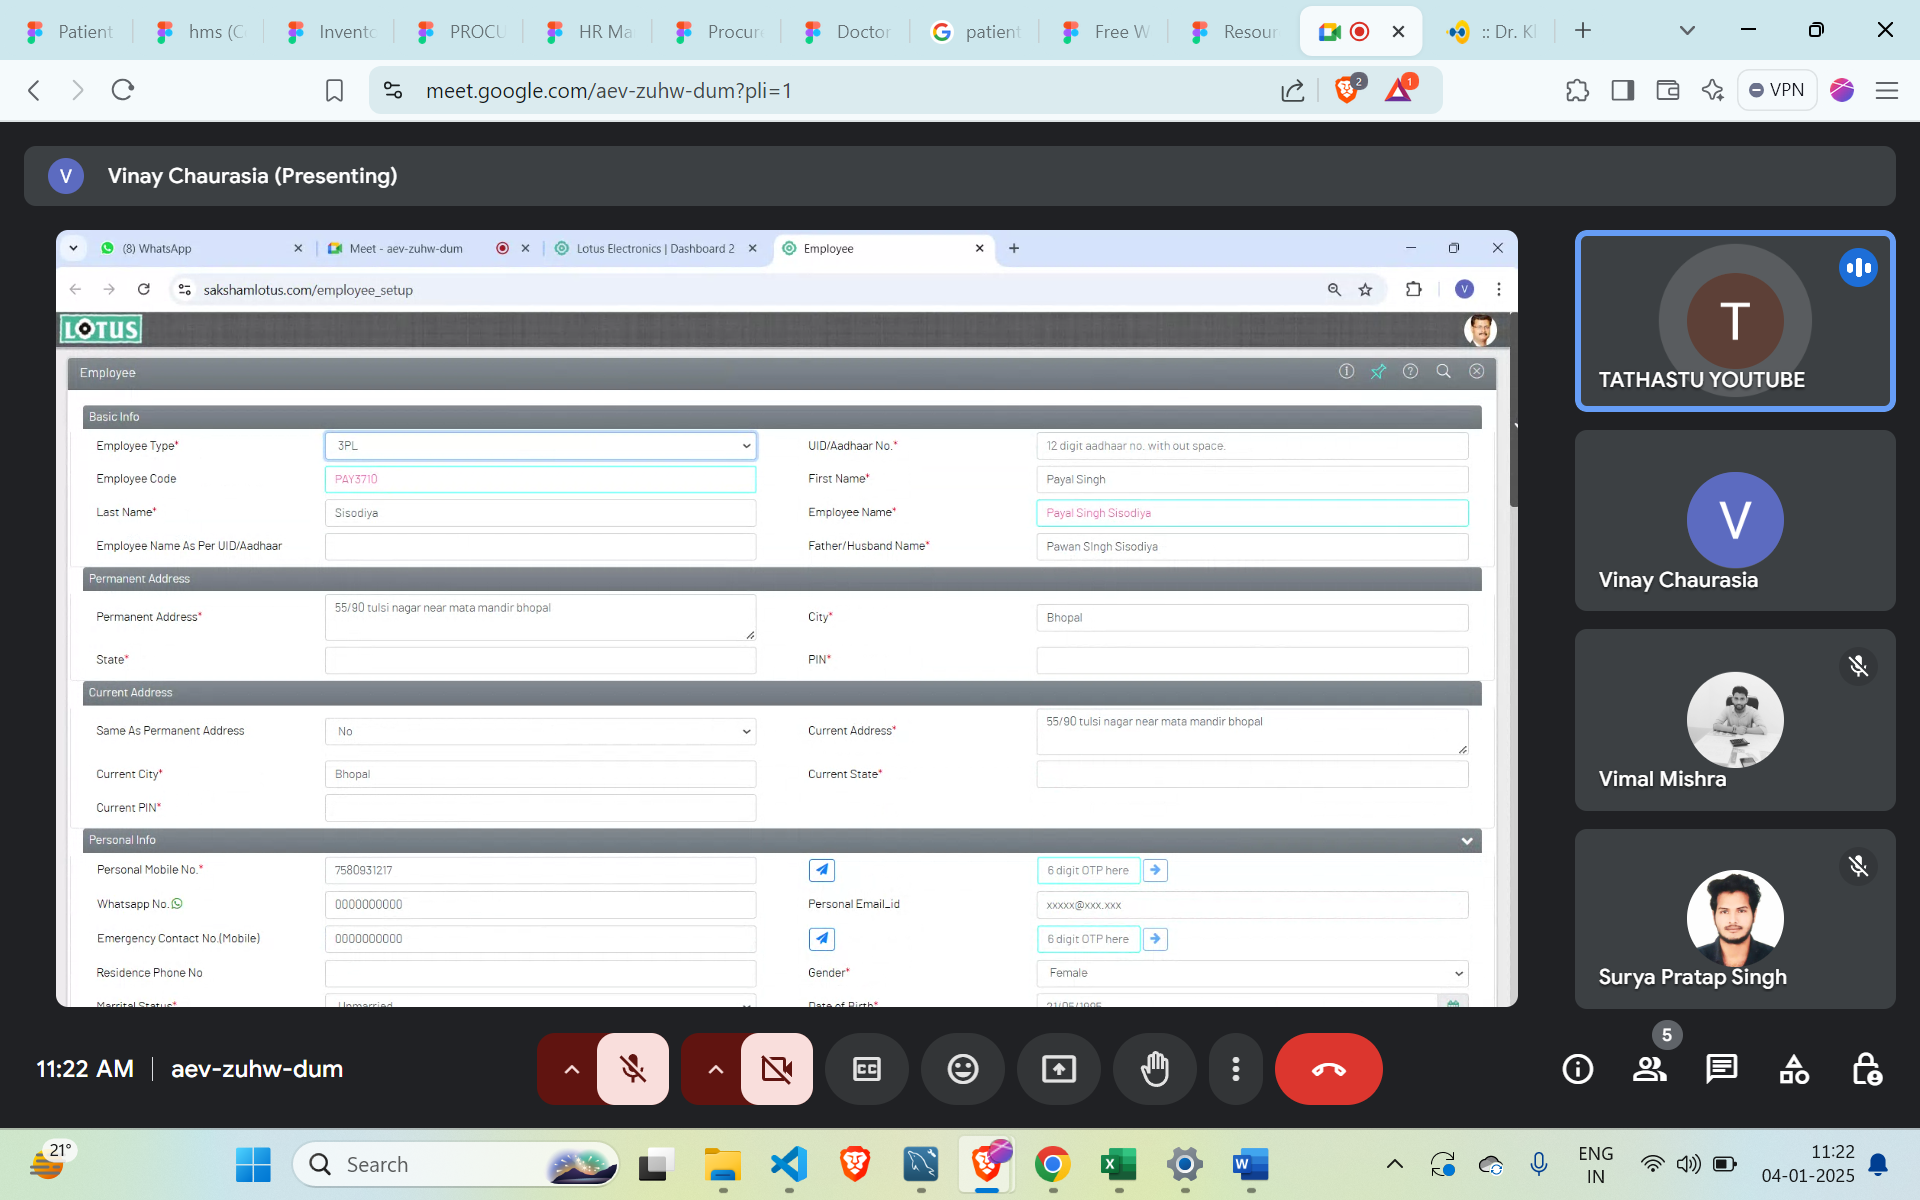 Patient
hms (C
Invento
PROCU
HR Ma
Procure
Doctor
patient
Free W
Resour
:: Dr. Kl
meet.google.com/aev-zuhw-dum?pli=1
2
1
VPN
V
Vinay Chaurasia (Presenting)
(8) WhatsApp
Meet - aev-zuhw-dum
Lotus Electronics | Dashboard 2
Employee
sakshamlotus.com/employee_setup
V
LOTUS
Employee
Basic Info
Employee Type*
3PL
UID/Aadhaar No.*
12 digit aadhaar no. with out space.
Employee Code
PAY3710
First Name*
Payal Singh
Last Name*
Sisodiya
Employee Name*
Payal Singh Sisodiya
Employee Name As Per UID/Aadhaar
Father/Husband Name*
Pawan SIngh Sisodiya
Permanent Address
Permanent Address*
55/90 tulsi nagar near mata mandir bhopal
City*
Bhopal
State*
PIN*
Current Address
Same As Permanent Address
No
Current Address*
55/90 tulsi nagar near mata mandir bhopal
Current City*
Bhopal
Current State*
Current PIN*
Personal Info
Personal Mobile No.*
7580931217
6 digit OTP here
Whatsapp No.
0000000000
Personal Email_id
xxxxx@xxx.xxx
Emergency Contact No.(Mobile)
0000000000
6 digit OTP here
Residence Phone No
Gender*
Female
Marrital Status*
Unmarried
Date of Birth*
21/05/1995
T
TATHASTU YOUTUBE
V
Vinay Chaurasia
Vimal Mishra
Surya Pratap Singh
11:22 AM
aev-zuhw-dum
CC
5
21°
Search
ENG
IN
11:22
04-01-2025